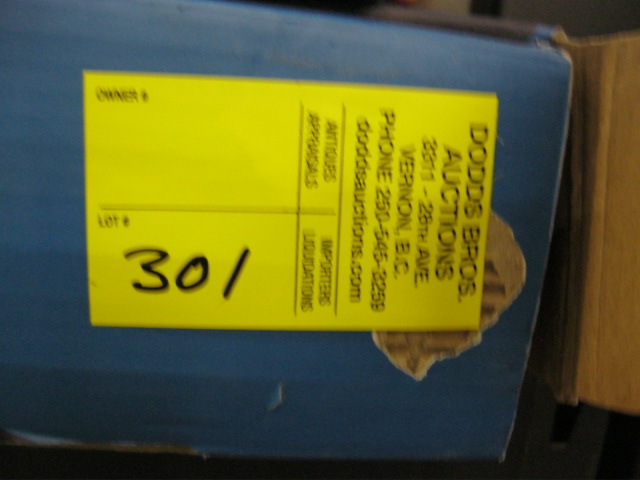 DODDS BROS.
AUCTIONS
3311 - 28TH AVE
VERNON, B.C.
PHONE 250-545-3259
doddsauctions.com
ANTIQUES IMPORTERS
APPRAISALS LIQUIDATIONS
OWNER #
LOT #
301